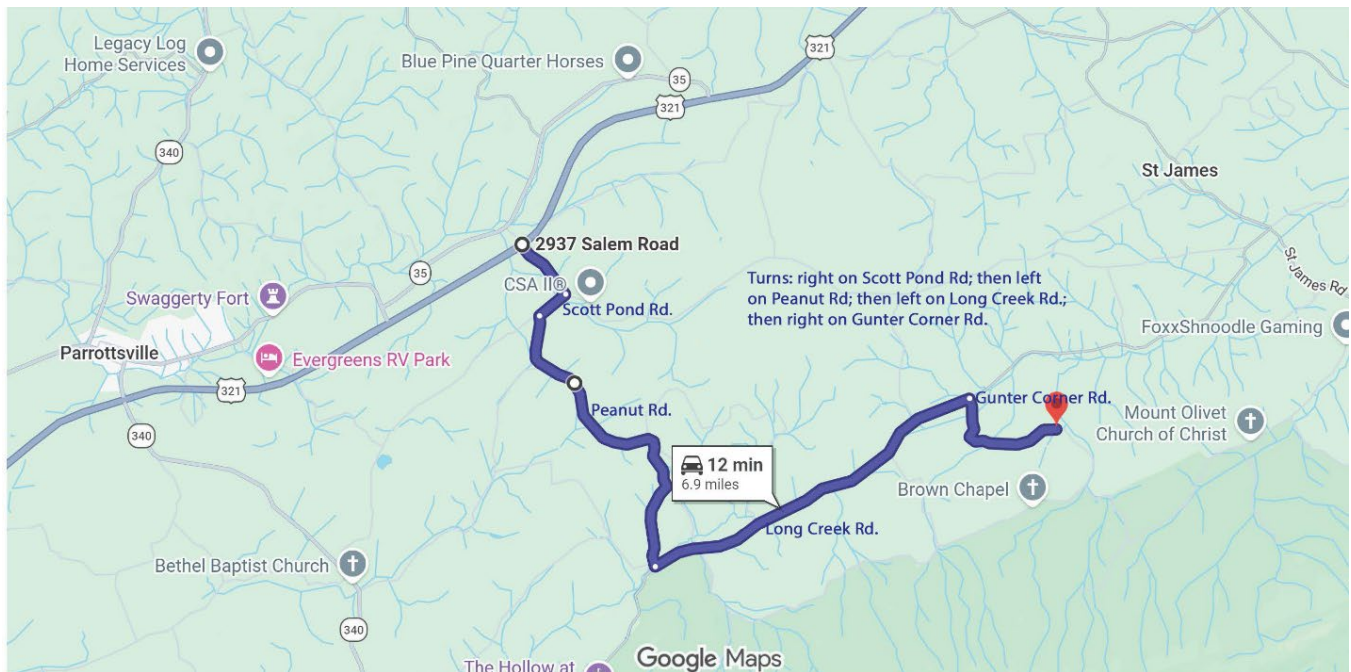 Legacy Log
Home Services
Blue Pine Quarter Horses
35
321
321
340
St James
2937 Salem Road
35
CSA II®
Swaggerty Fort
Scott Pond Rd.
Turns: right on Scott Pond Rd; then left
on Peanut Rd; then left on Long Creek Rd.;
then right on Gunter Corner Rd.
St James Rd
FoxxShnoodle Gaming
Parrottsville
Evergreens RV Park
321
Peanut Rd.
Gunter Corner Rd.
Mount Olivet
Church of Christ
340
12 min
6.9 miles
Brown Chapel
Long Creek Rd.
Bethel Baptist Church
340
Google Maps
The Hollow at